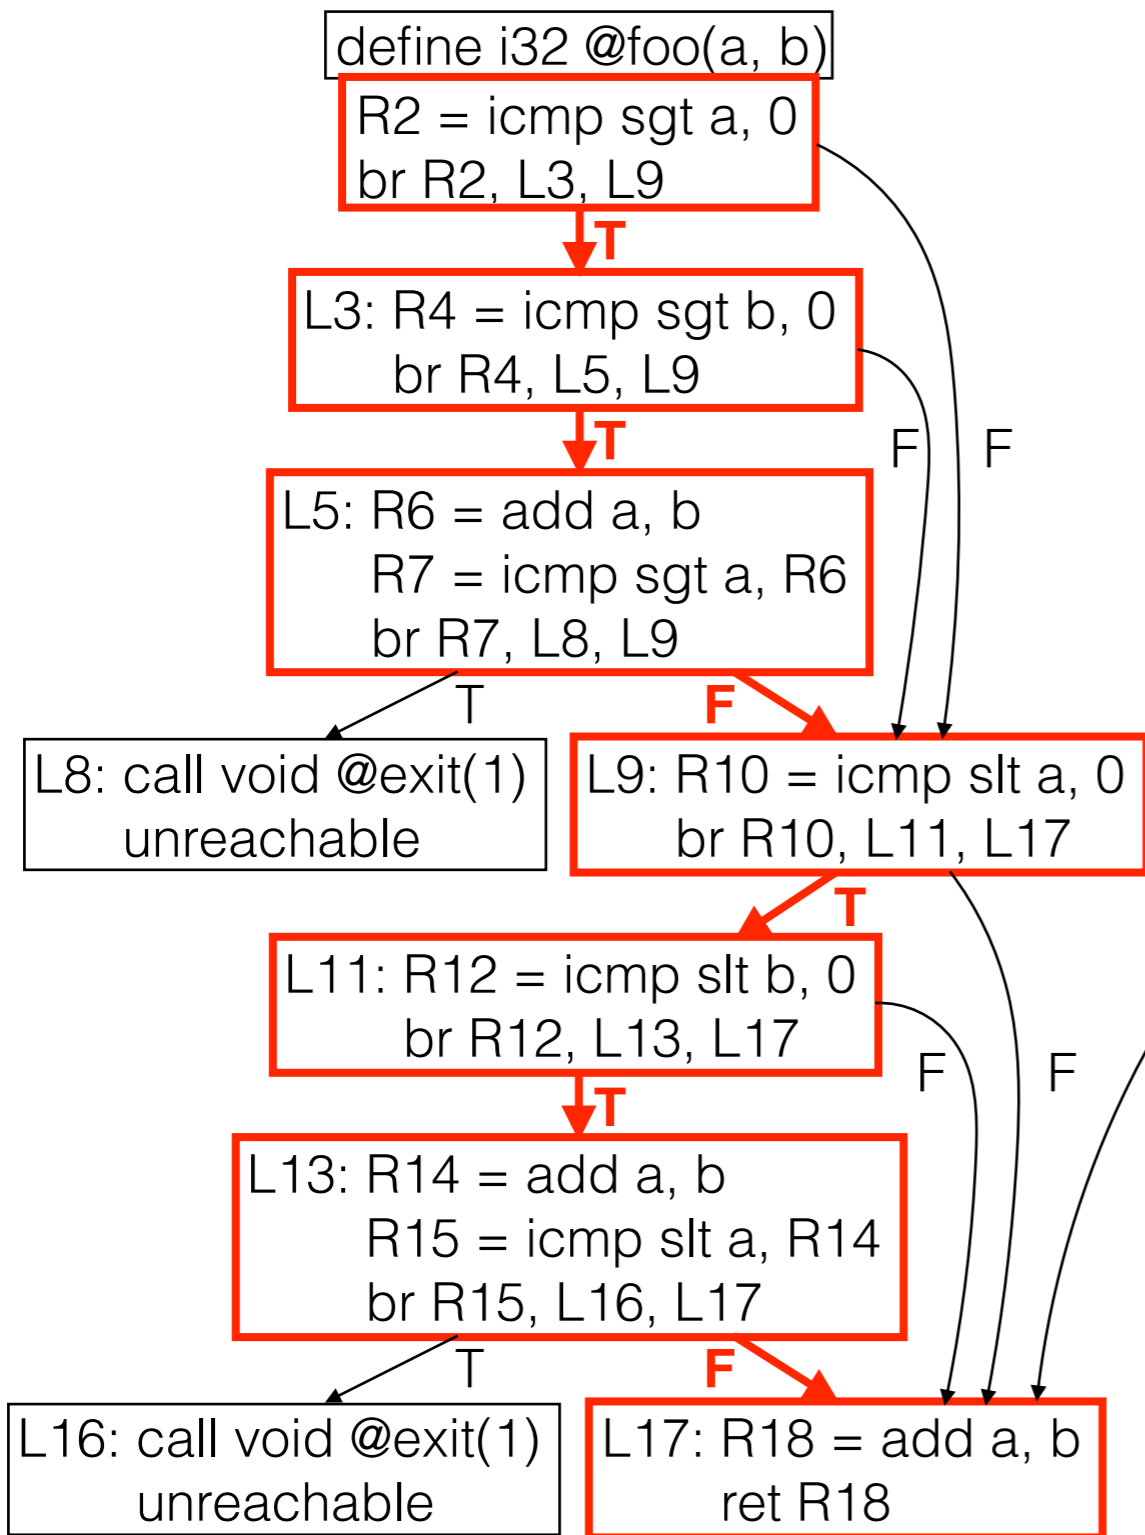 define i32 @foo(a, b)
R2 = icmp sgt a, 0
br R2, L3, L9
T
L3: R4 = icmp sgt b, 0
br R4, L5, L9
T
F
F
L5: R6 = add a, b
R7 = icmp sgt a, R6
br R7, L8, L9
T
F
L8: call void @exit(1)
unreachable
L9: R10 = icmp slt a, 0
br R10, L11, L17
T
L11: R12 = icmp slt b, 0
br R12, L13, L17
F
F
T
L13: R14 = add a, b
R15 = icmp slt a, R14
br R15, L16, L17
T
F
L16: call void @exit(1)
unreachable
L17: R18 = add a, b
ret R18